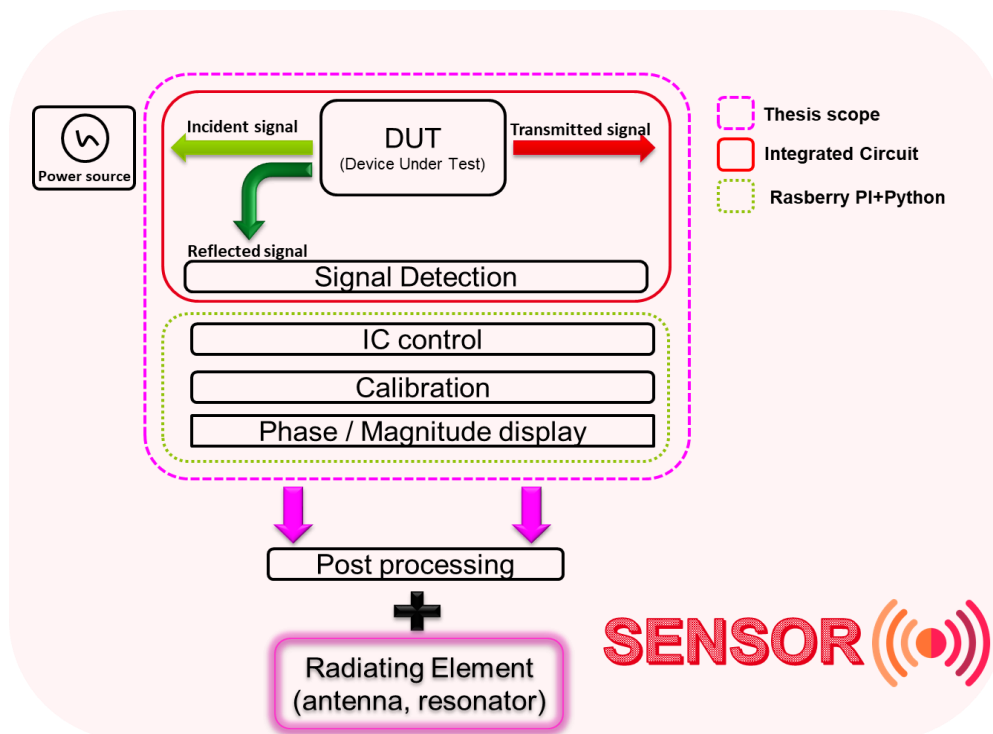 Power source
Incident signal
DUT
(Device Under Test)
Transmitted signal
Reflected signal
Signal Detection
IC control
Calibration
Phase / Magnitude display
Thesis scope
Integrated Circuit
Rasberry PI+Python
Post processing
Radiating Element
(antenna, resonator)
SENSOR